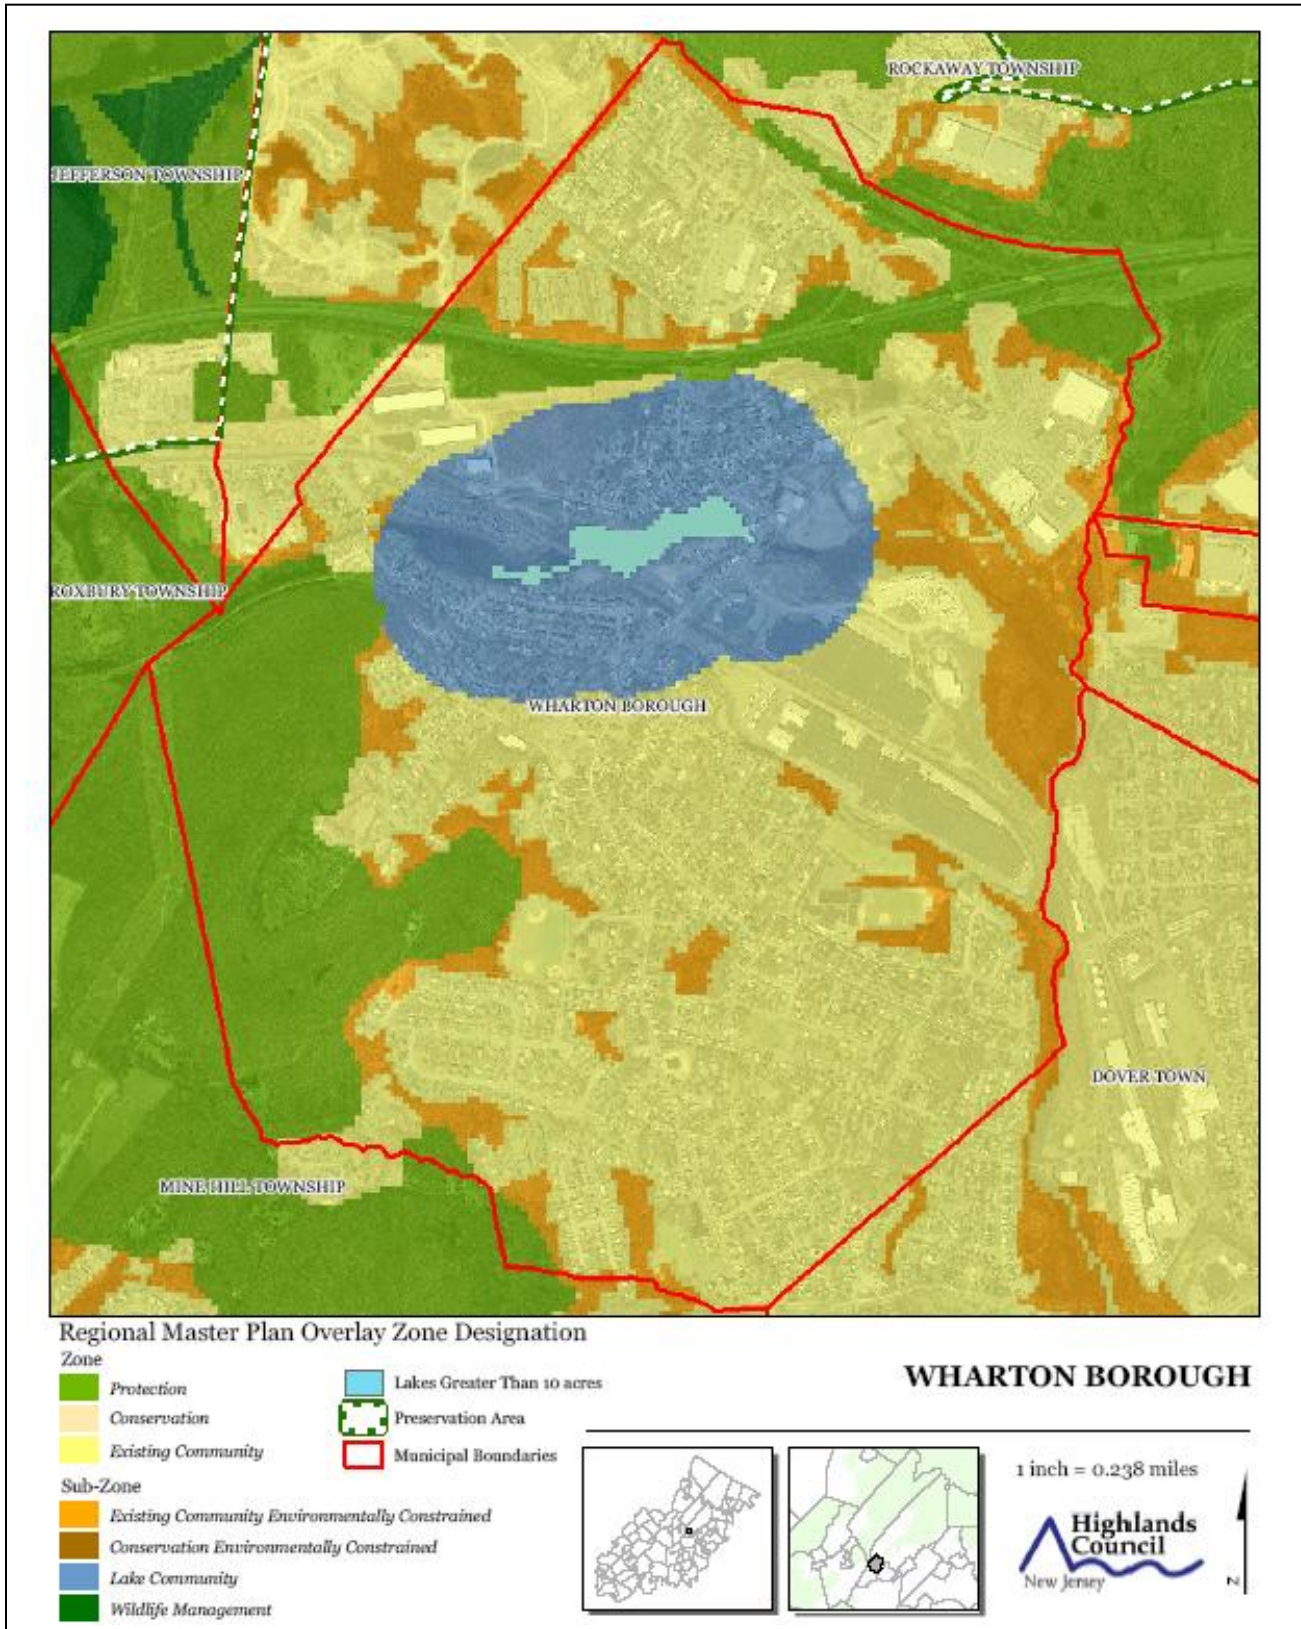 ROCKAWAY TOWNSHIP
JEFFERSON TOWNSHIP
ROXBURY TOWNSHIP
WHARTON BOROUGH
DOVER TOWN
MINE HILL TOWNSHIP
Regional Master Plan Overlay Zone Designation
Zone
Protection
Conservation
Existing Community
Sub-Zone
Existing Community Environmentally Constrained
Conservation Environmentally Constrained
Lake Community
Wildlife Management
Lakes Greater Than 10 acres
Preservation Area
Municipal Boundaries
WHARTON BOROUGH
1 inch = 0.238 miles
Highlands
Council
New Jersey
N